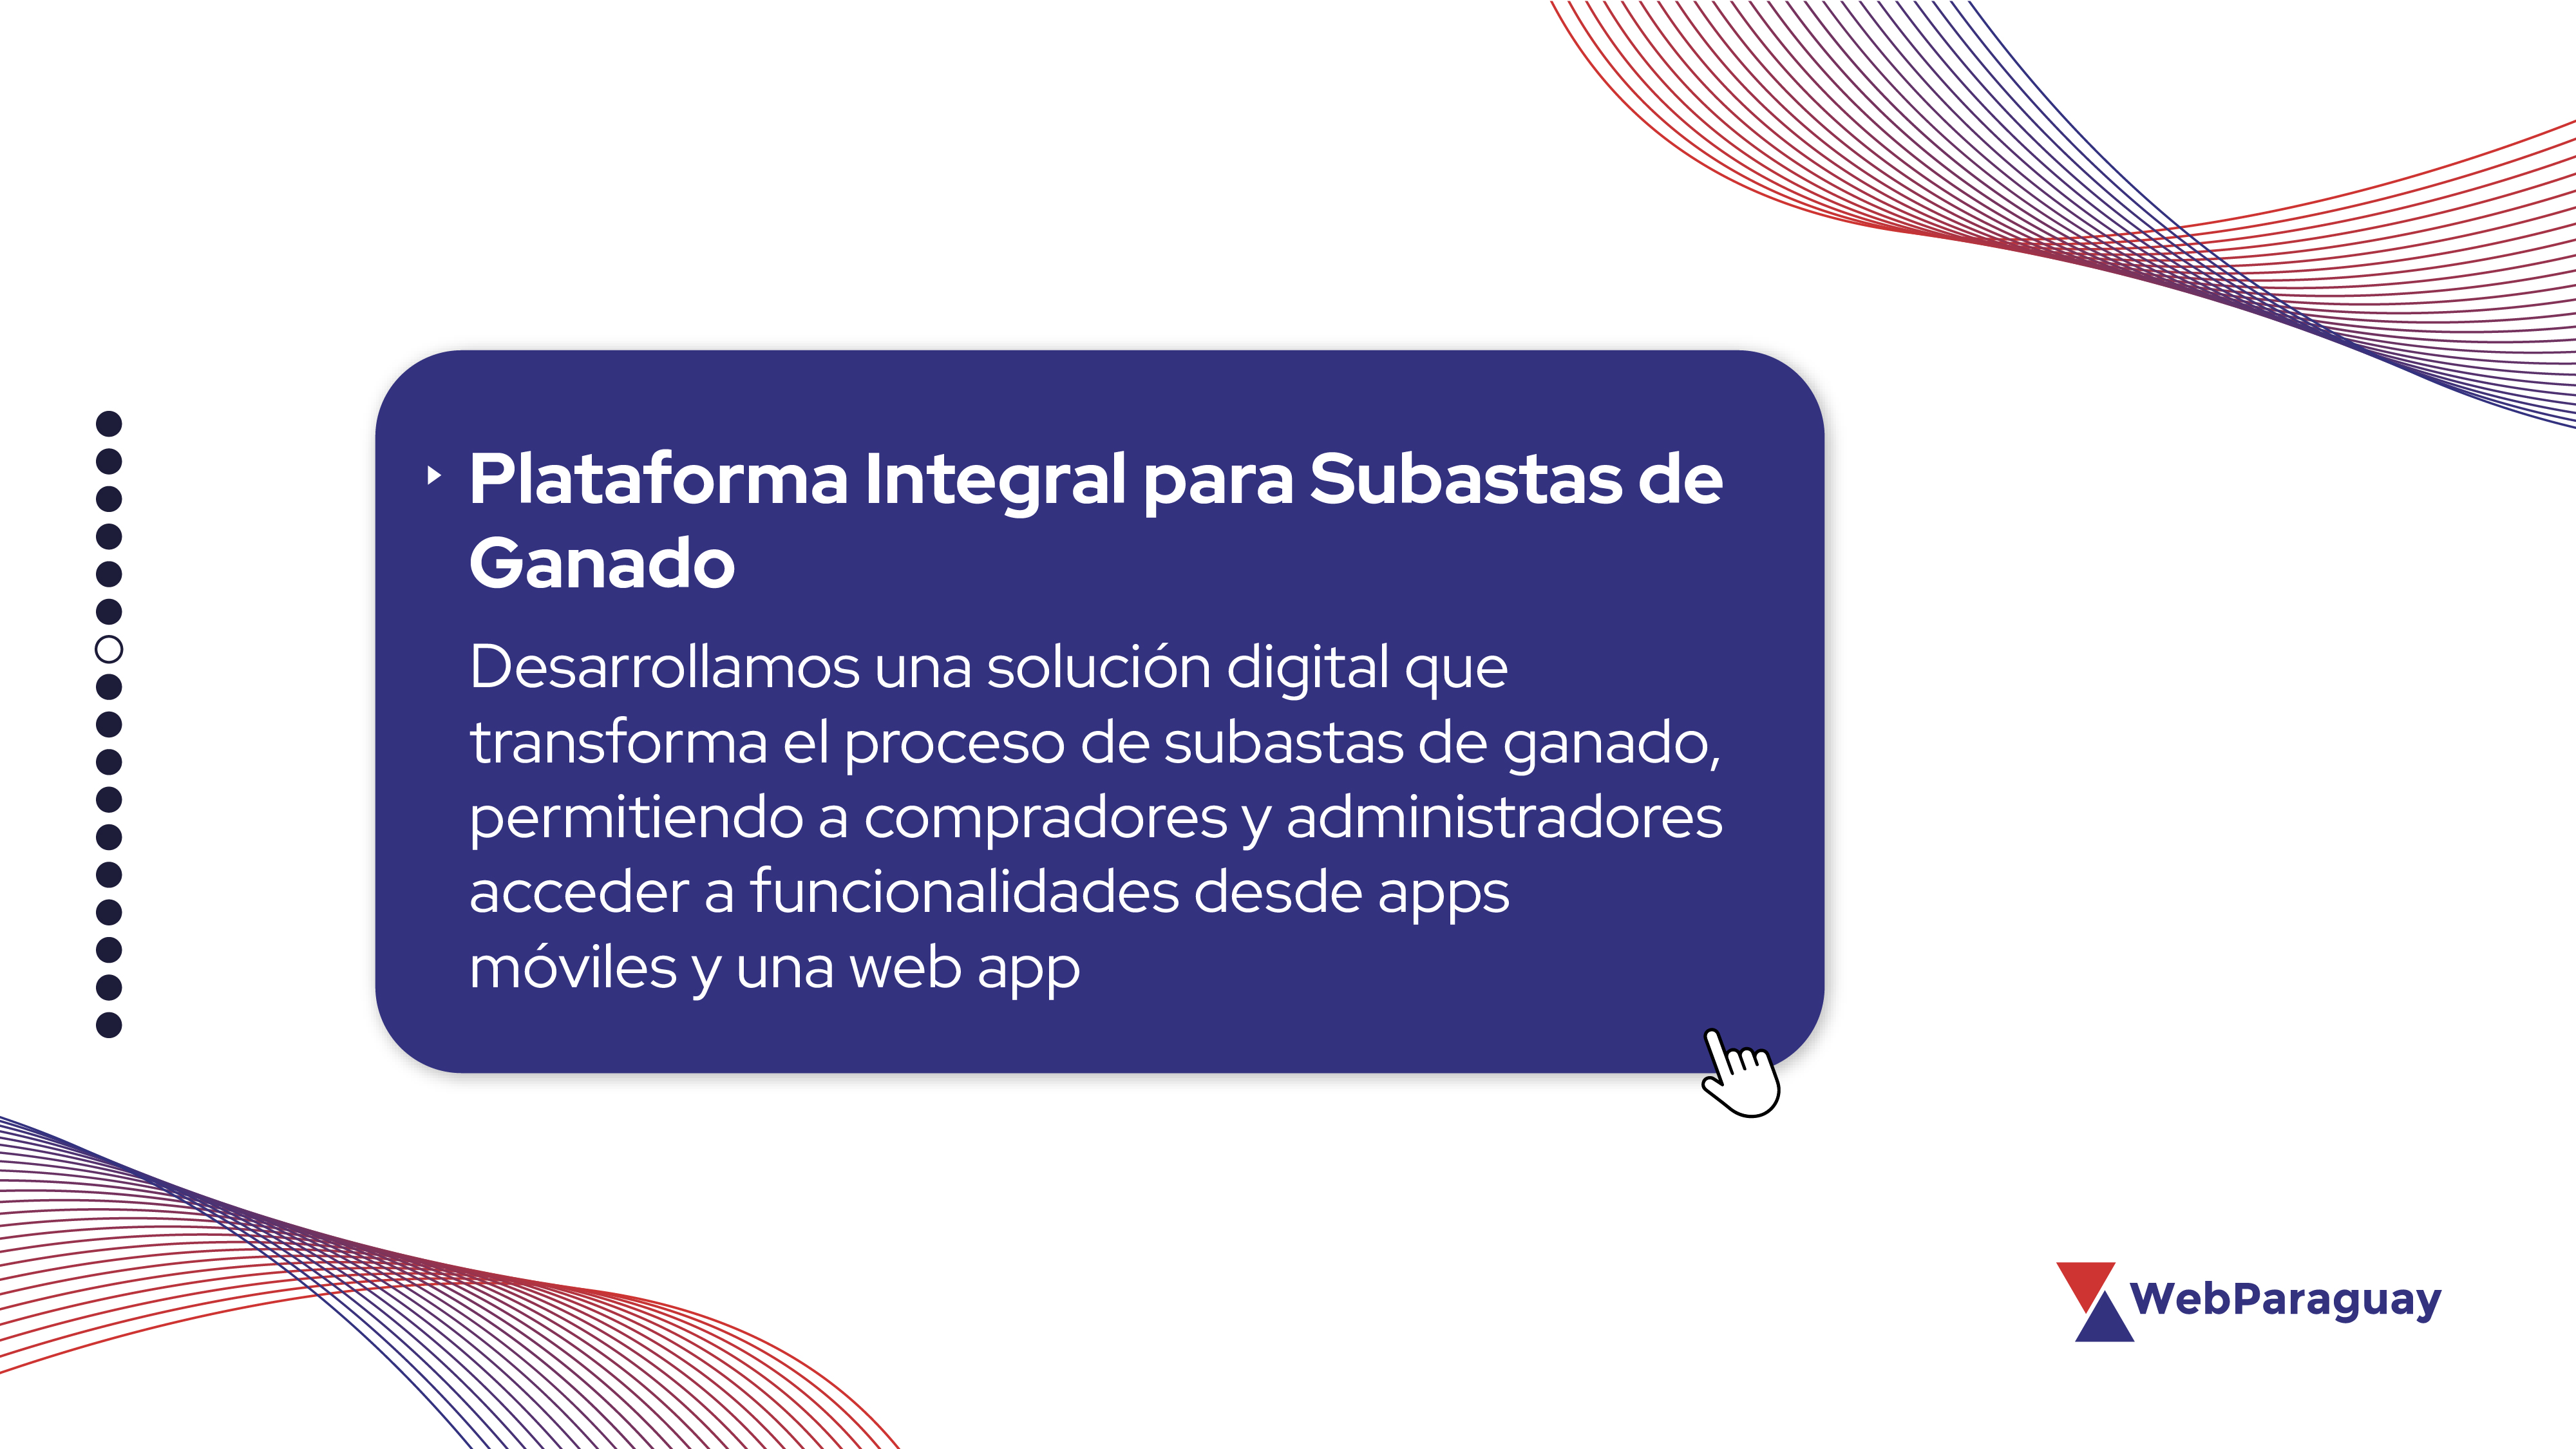 Plataforma Integral para Subastas de
Ganado
Desarrollamos una solución digital que
transforma el proceso de subastas de ganado,
permitiendo a compradores y administradores
acceder a funcionalidades desde apps
móviles y una web app
WebParaguay